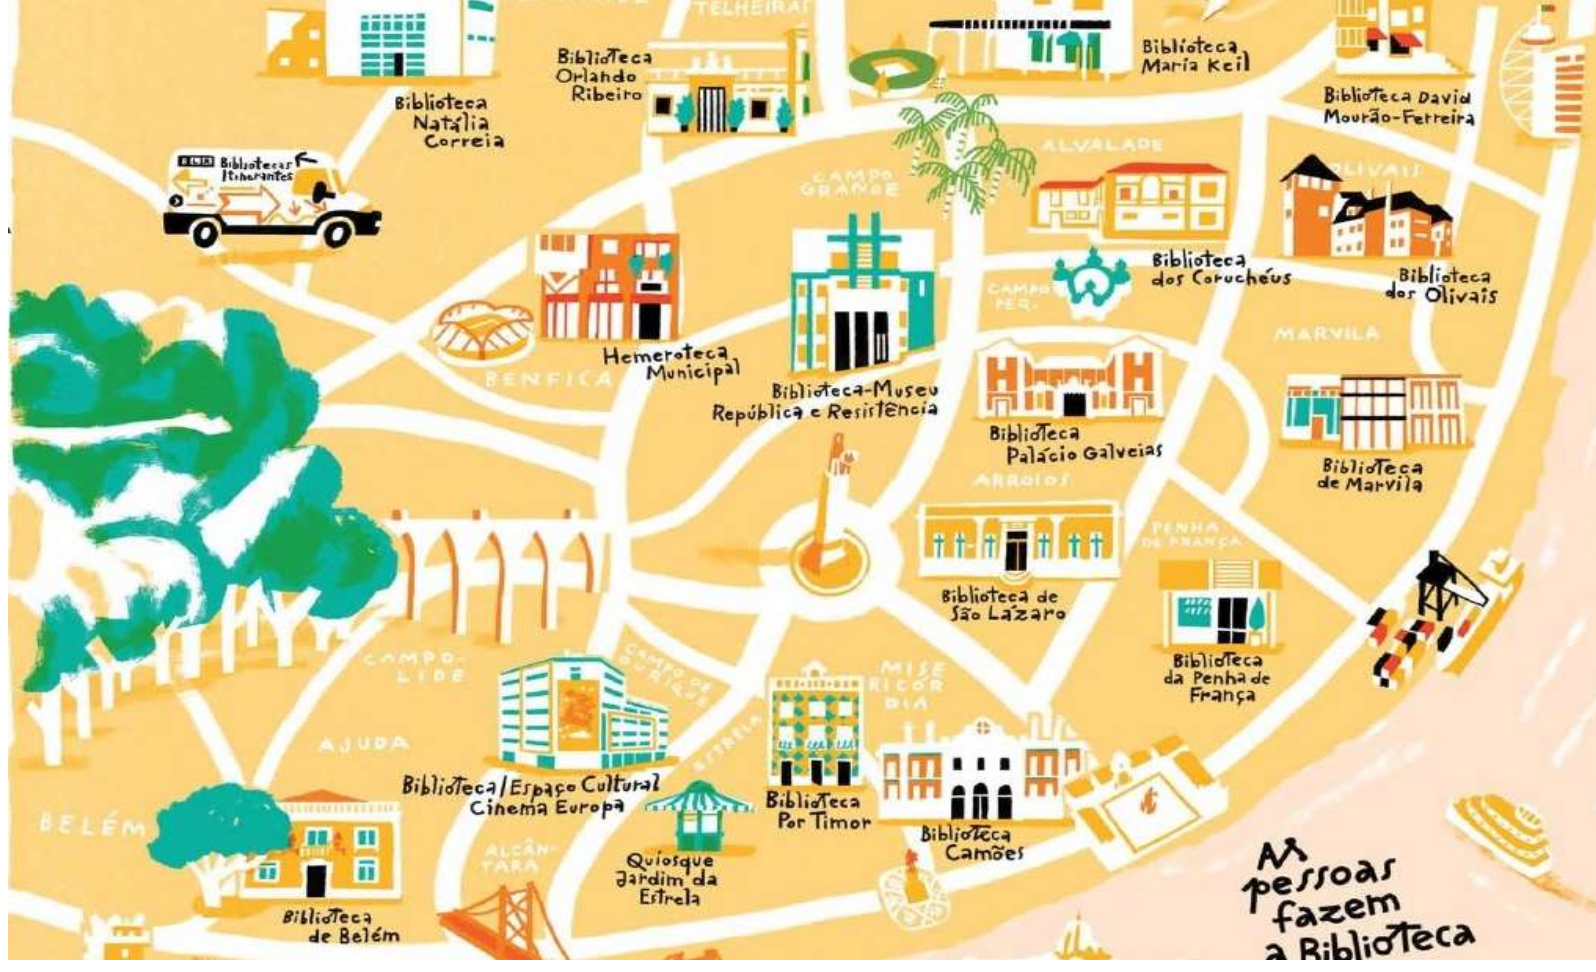 TELHEIRAS
Biblioteca
Orlando
Ribeiro
Biblioteca
Maria Keil
Biblioteca
Natália
Correia
Biblioteca David
Mourão-Ferreira
BLX Bibliotecas
Itinerantes
ALVALADE
CAMPO
GRANDE
OLIVAIS
Biblioteca
dos Coruchéus
Biblioteca
dos Olivais
CAMPO
PEQ.
MARVILA
Hemeroteca
Municipal
BENFICA
Biblioteca-Museu
República e Resistência
Biblioteca
Palácio Galveias
Biblioteca
de Marvila
ARROIOS
PENHA
DE FRANÇA
Biblioteca de
São Lázaro
CAMPO-
LIDE
CAMPO DE
OURIQUE
MISE
RICÓR
DIA
Biblioteca
da Penha de
França
ESTRELA
AJUDA
Biblioteca/Espaço Cultural
Cinema Europa
Biblioteca
Por Timor
Biblioteca
Camões
BELÉM
ALCÂN-
TARA
Quiosque
Jardim da
Estrela
Biblioteca
de Belém
As
pessoas
fazem
a Biblioteca